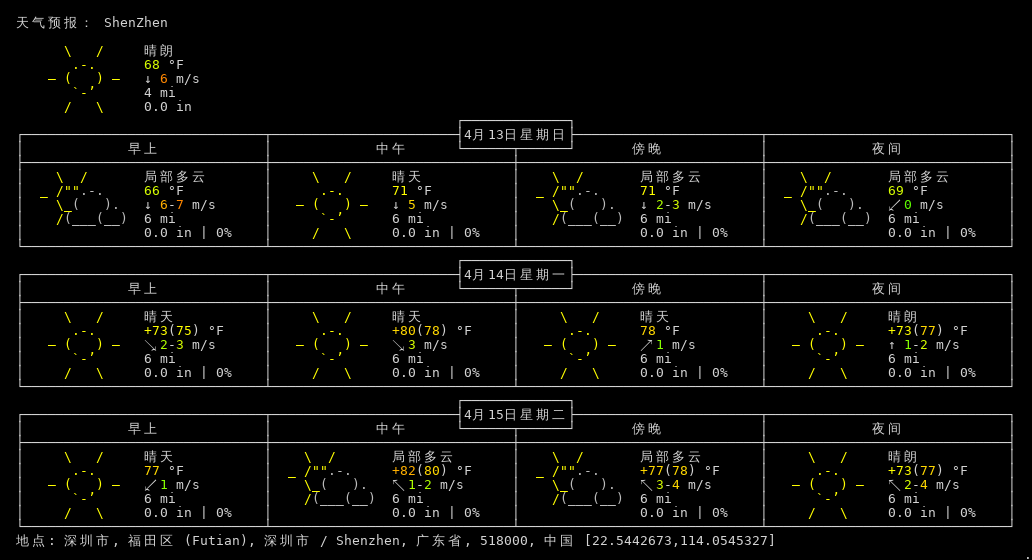 天气预报： ShenZhen
晴朗
68 °F
↓ 6 m/s
4 mi
0.0 in
4月13日星期日
早上 中午 傍晚 夜间
局部多云 晴天 局部多云 局部多云
66 °F 71 °F 71 °F 69 °F
↓ 6-7 m/s ↓ 5 m/s ↓ 2-3 m/s ↙ 0 m/s
6 mi 6 mi 6 mi 6 mi
0.0 in | 0% 0.0 in | 0% 0.0 in | 0% 0.0 in | 0%
4月14日星期一
早上 中午 傍晚 夜间
晴天 晴天 晴天 晴朗
+73(75) °F +80(78) °F 78 °F +73(77) °F
↘ 2-3 m/s ↘ 3 m/s ↗ 1 m/s ↑ 1-2 m/s
6 mi 6 mi 6 mi 6 mi
0.0 in | 0% 0.0 in | 0% 0.0 in | 0% 0.0 in | 0%
4月15日星期二
早上 中午 傍晚 夜间
晴天 局部多云 局部多云 晴朗
77 °F +82(80) °F +77(78) °F +73(77) °F
↙ 1 m/s ↖ 1-2 m/s ↖ 3-4 m/s ↖ 2-4 m/s
6 mi 6 mi 6 mi 6 mi
0.0 in | 0% 0.0 in | 0% 0.0 in | 0% 0.0 in | 0%
地点: 深圳市, 福田区 (Futian), 深圳市 / Shenzhen, 广东省, 518000, 中国 [22.5442673,114.0545327]